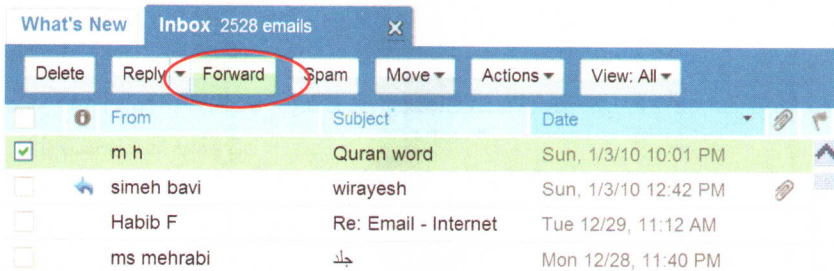 What's New Inbox 2528 emails X
Delete Reply Forward Spam Move Actions View: All
From Subject Date
m h Quran word Sun, 1/3/10 10:01 PM
simeh bavi wirayesh Sun, 1/3/10 12:42 PM
Habib F Re: Email - Internet Tue 12/29, 11:12 AM
ms mehrabi جلد Mon 12/28, 11:40 PM